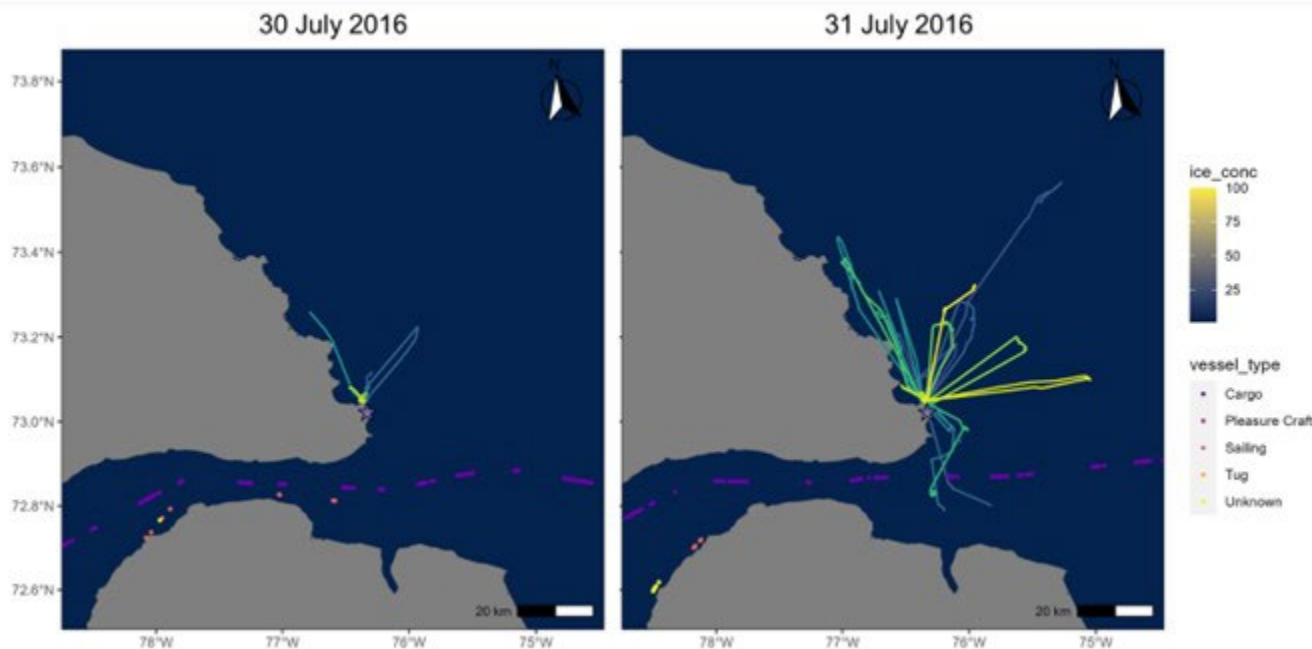 30 July 2016
31 July 2016
N
N
73.8°N
73.6°N
73.4°N
73.2°N
73.0°N
72.8°N
72.6°N
20 km
20 km
78°W
77°W
76°W
75°W
78°W
77°W
76°W
75°W
ice_conc
100
75
50
25
vessel_type
Cargo
Pleasure Craft
Sailing
Tug
Unknown